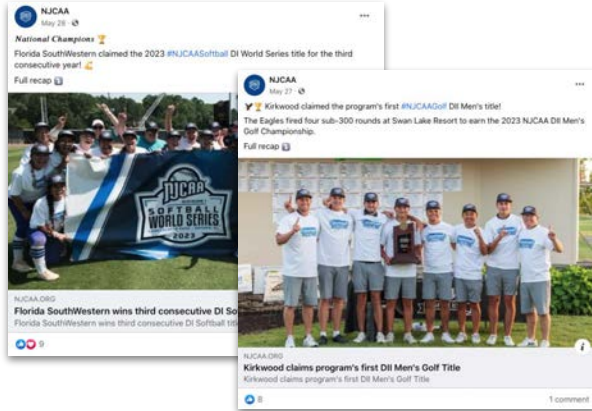 NJCAA
May 28
National Champions 🏆
Florida SouthWestern claimed the 2023 #NJCAASoftball DI World Series title for the third
consecutive year! 💪
Full recap ⤵️
NJCAA
SOFTBALL
WORLD SERIES
2023
NJCAA.ORG
Florida SouthWestern wins third consecutive DI So
Florida SouthWestern wins third consecutive DI Softball titl
9
NJCAA
May 27
🏆 Kirkwood claimed the program's first #NJCAAGolf DII Men's title!
The Eagles fired four sub-300 rounds at Swan Lake Resort to earn the 2023 NJCAA DII Men's
Golf Championship.
Full recap ⤵️
NJCAA.ORG
Kirkwood claims program's first DII Men's Golf Title
Kirkwood claims program's first DII Men's Golf Title
8
1 comment